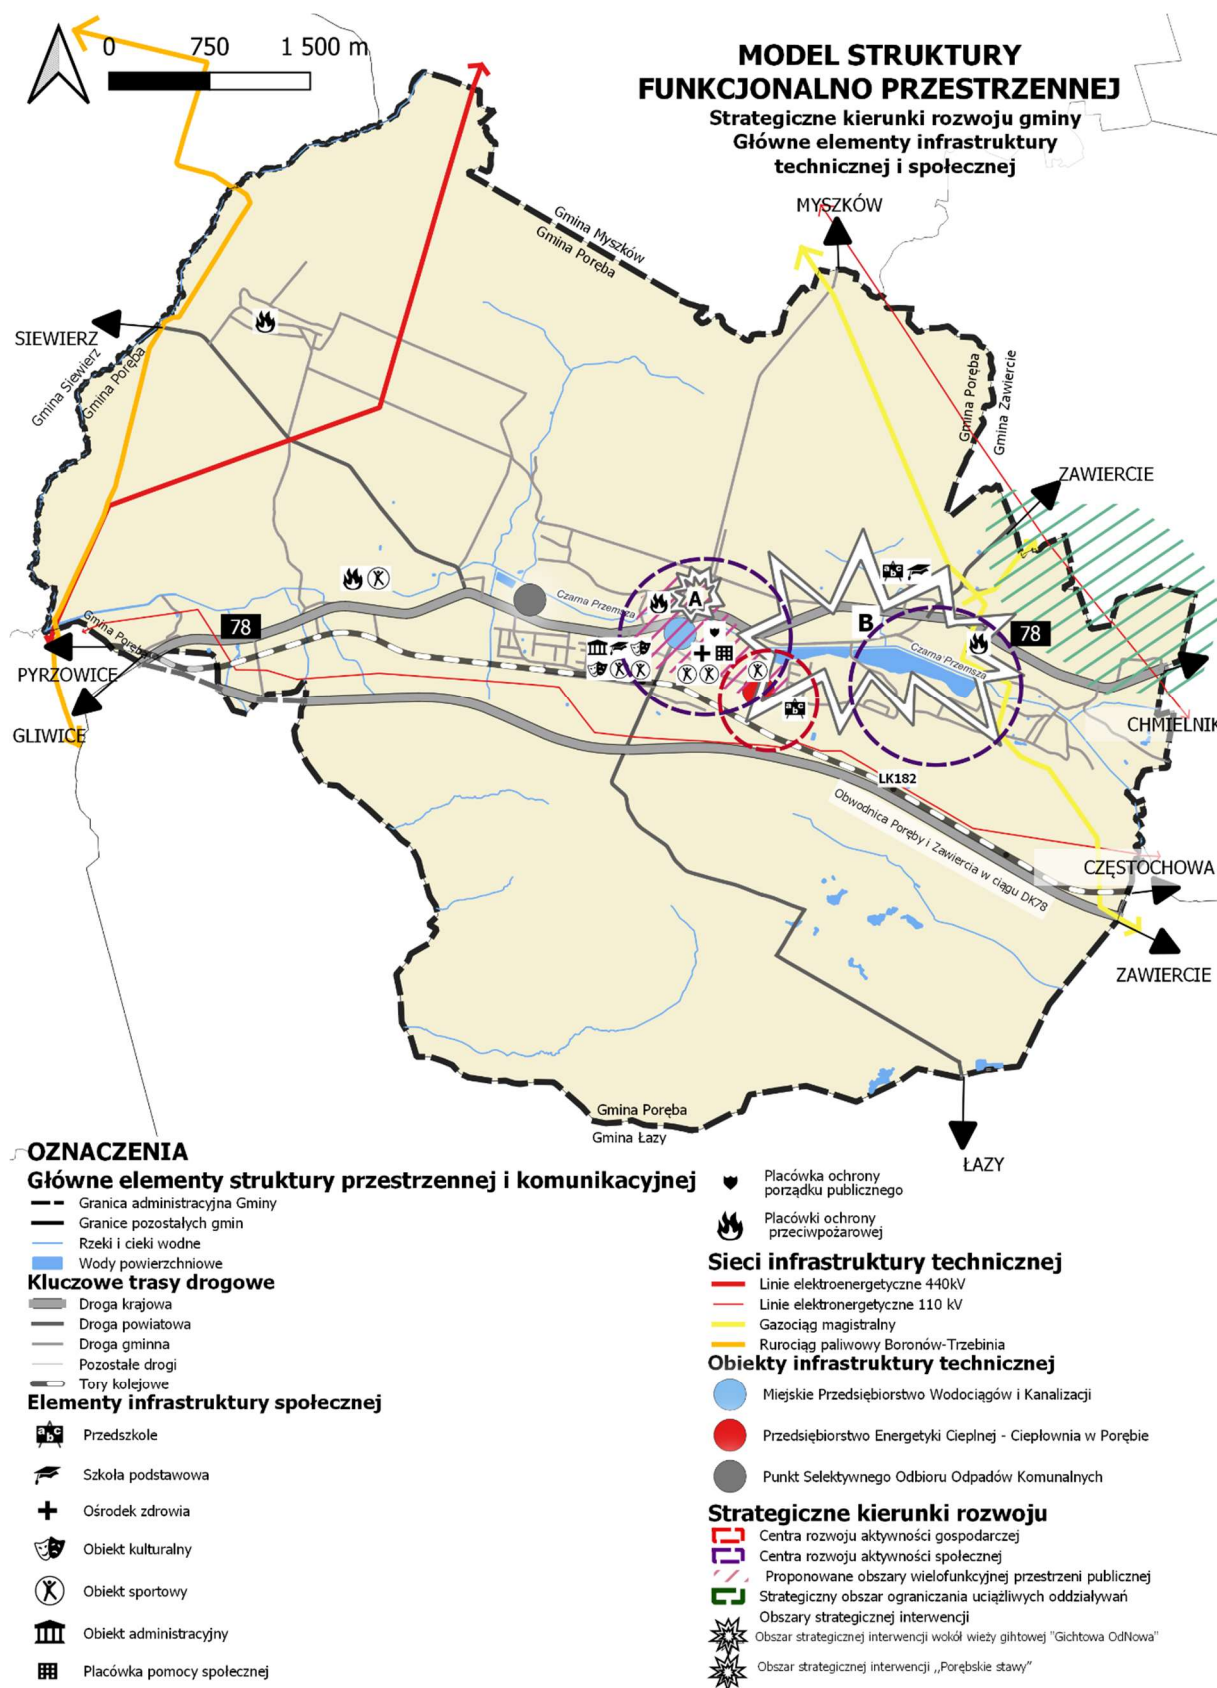 0 750 1 500 m
MODEL STRUKTURY
FUNKCJONALNO PRZESTRZENNEJ
Strategiczne kierunki rozwoju gminy
Główne elementy infrastruktury
technicznej i społecznej
MYSZKÓW
Gmina Myszków
Gmina Poręba
SIEWIERZ
Gmina Siewierz
Gmina Poręba
Gmina Poręba
Gmina Zawiercie
ZAWIERCIE
Czarna Przemsza
A
B
abc
78
78
Gmina Poręba
Czarna Przemsza
PYRZOWICE
GLIWICE
abc
CHMIELNIK
LK182
Obwodnica Poręby i Zawiercia w ciągu DK78
CZĘSTOCHOWA
ZAWIERCIE
Gmina Poręba
Gmina Łazy
ŁAZY
OZNACZENIA
Główne elementy struktury przestrzennej i komunikacyjnej
Granica administracyjna Gminy
Granice pozostałych gmin
Rzeki i cieki wodne
Wody powierzchniowe
Kluczowe trasy drogowe
Droga krajowa
Droga powiatowa
Droga gminna
Pozostałe drogi
Tory kolejowe
Elementy infrastruktury społecznej
abc Przedszkole
Szkoła podstawowa
Ośrodek zdrowia
Obiekt kulturalny
Obiekt sportowy
Obiekt administracyjny
Placówka pomocy społecznej
Placówka ochrony
porządku publicznego
Placówki ochrony
przeciwpożarowej
Sieci infrastruktury technicznej
Linie elektroenergetyczne 440kV
Linie elektronergetyczne 110 kV
Gazociąg magistralny
Rurociąg paliwowy Boronów-Trzebinia
Obiekty infrastruktury technicznej
Miejskie Przedsiębiorstwo Wodociągów i Kanalizacji
Przedsiębiorstwo Energetyki Cieplnej - Ciepłownia w Porębie
Punkt Selektywnego Odbioru Odpadów Komunalnych
Strategiczne kierunki rozwoju
Centra rozwoju aktywności gospodarczej
Centra rozwoju aktywności społecznej
Proponowane obszary wielofunkcyjnej przestrzeni publicznej
Strategiczny obszar ograniczania uciążliwych oddziaływań
Obszary strategicznej interwencji
Obszar strategicznej interwencji wokół wieży gihtowej "Gichtowa OdNowa"
Obszar strategicznej interwencji „Porębskie stawy”